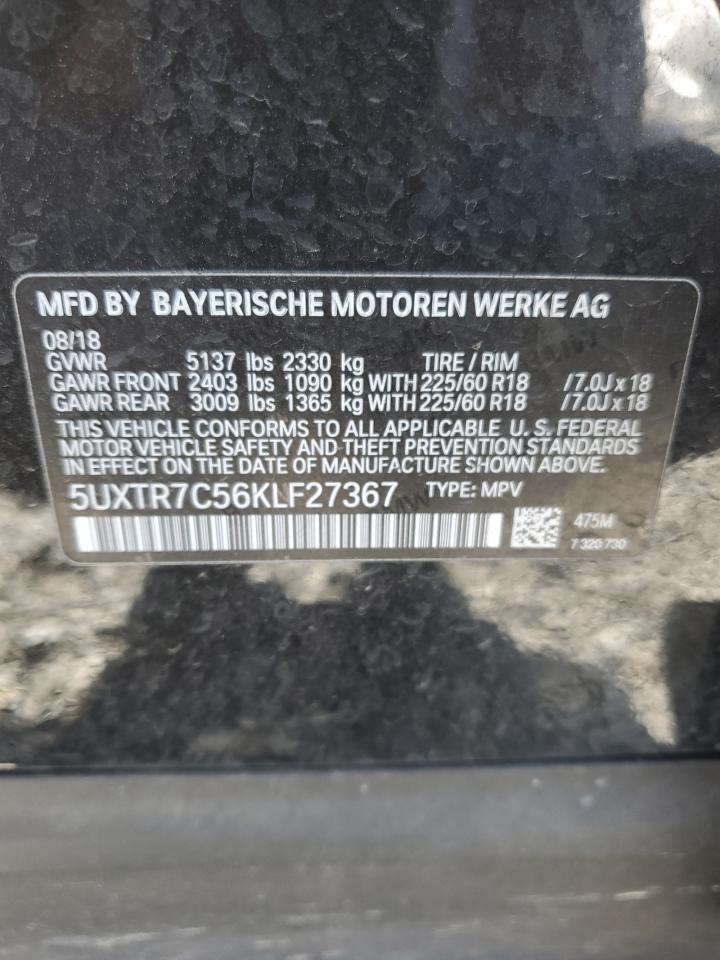 MFD BY BAYERISCHE MOTOREN WERKE AG
08/18
GVWR 5137 lbs 2330 kg TIRE / RIM
GAWR FRONT 2403 lbs 1090 kg WITH 225/60 R18 /7.0J x 18
GAWR REAR 3009 lbs 1365 kg WITH 225/60 R18 /7.0J x 18
THIS VEHICLE CONFORMS TO ALL APPLICABLE U. S. FEDERAL
MOTOR VEHICLE SAFETY AND THEFT PREVENTION STANDARDS
IN EFFECT ON THE DATE OF MANUFACTURE SHOWN ABOVE.
5UXTR7C56KLF27367 TYPE: MPV
475M
7 320 730